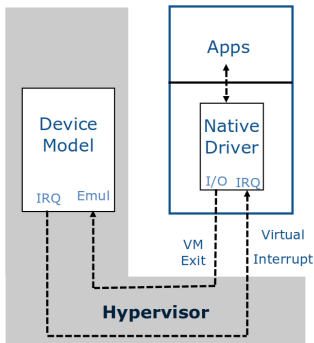 Apps
Device
Model
IRQ Emul
Native
Driver
I/O IRQ
VM
Exit
Virtual
Interrupt
Hypervisor